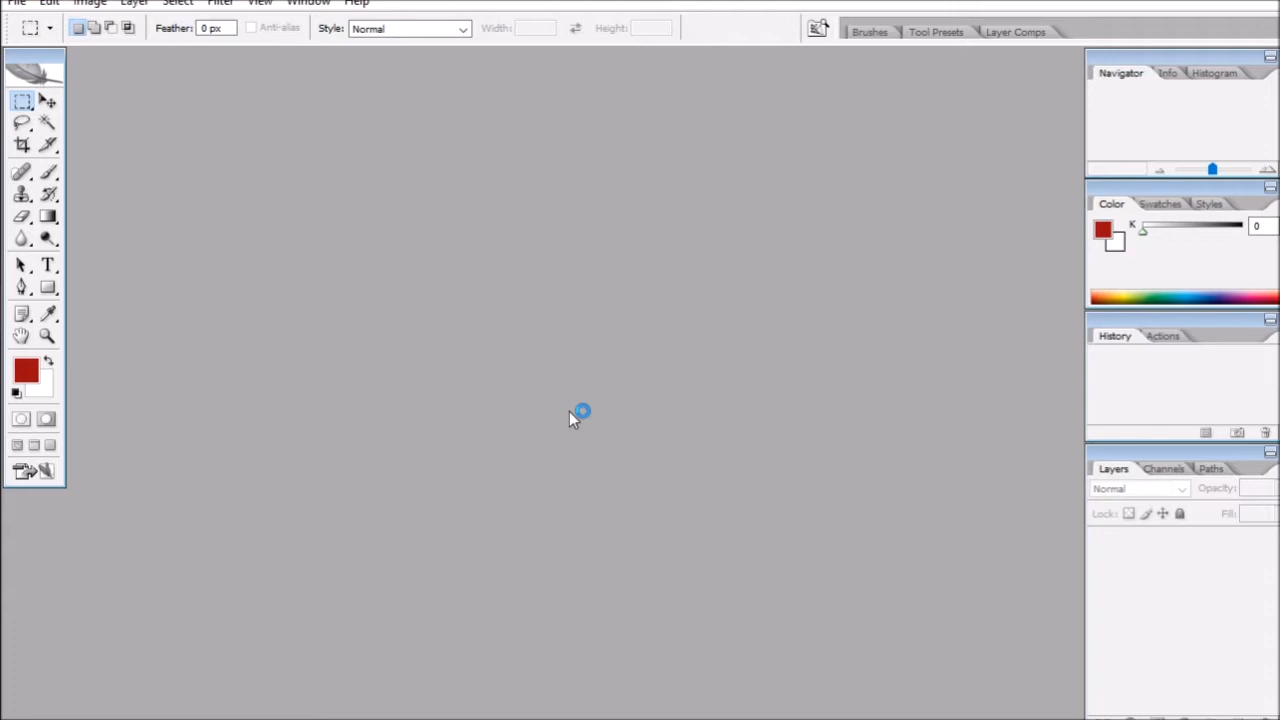 File Edit Image Layer Select Filter View Window Help
Feather: 0 px Anti-alias Style: Normal Width: Height: Brushes Tool Presets Layer Comps
Navigator Info Histogram
Color Swatches Styles
K 0
T
History Actions
Layers Channels Paths
Normal Opacity:
Lock: Fill: